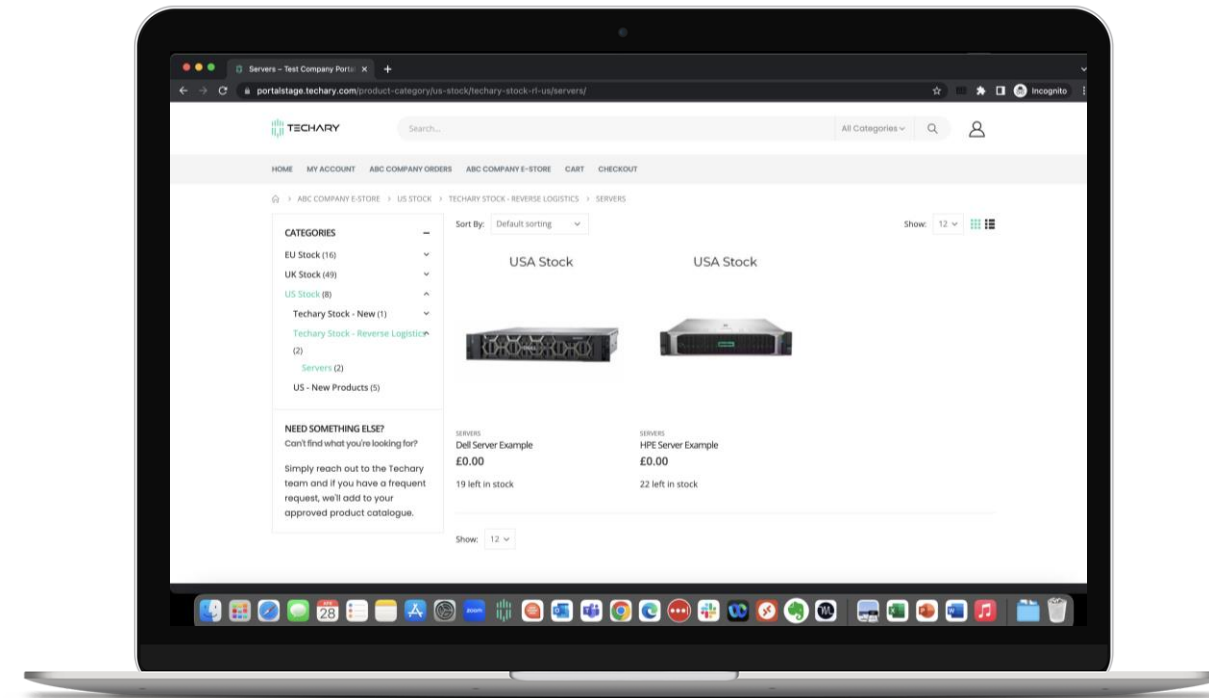 Servers – Test Company Porta
portalstage.techary.com/product-category/us-stock/techary-stock-rl-us/servers/
Incognito
TECHARY
Search...
All Categories
HOME MY ACCOUNT ABC COMPANY ORDERS ABC COMPANY E-STORE CART CHECKOUT
ABC COMPANY E-STORE > US STOCK > TECHARY STOCK - REVERSE LOGISTICS > SERVERS
CATEGORIES –
EU Stock (16)
UK Stock (49)
US Stock (8)
Techary Stock - New (1)
Techary Stock - Reverse Logistics
(2)
Servers (2)
US - New Products (5)
NEED SOMETHING ELSE?
Can't find what you're looking for?
Simply reach out to the Techary
team and if you have a frequent
request, we'll add to your
approved product catalogue.
Sort By: Default sorting
Show: 12
USA Stock
USA Stock
SERVERS
Dell Server Example
£0.00
19 left in stock
SERVERS
HPE Server Example
£0.00
22 left in stock
Show: 12
28
zoom